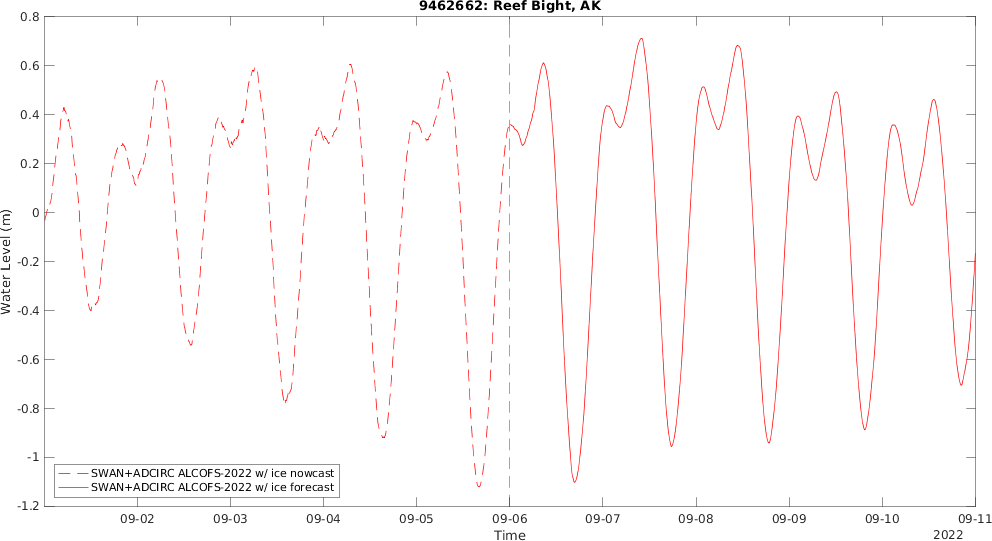 9462662: Reef Bight, AK
0.8
0.6
0.4
0.2
0
-0.2
-0.4
-0.6
-0.8
-1
-1.2
Water Level (m)
SWAN+ADCIRC ALCOFS-2022 w/ ice nowcast
SWAN+ADCIRC ALCOFS-2022 w/ ice forecast
09-02 09-03 09-04 09-05 09-06 09-07 09-08 09-09 09-10 09-11
Time
2022